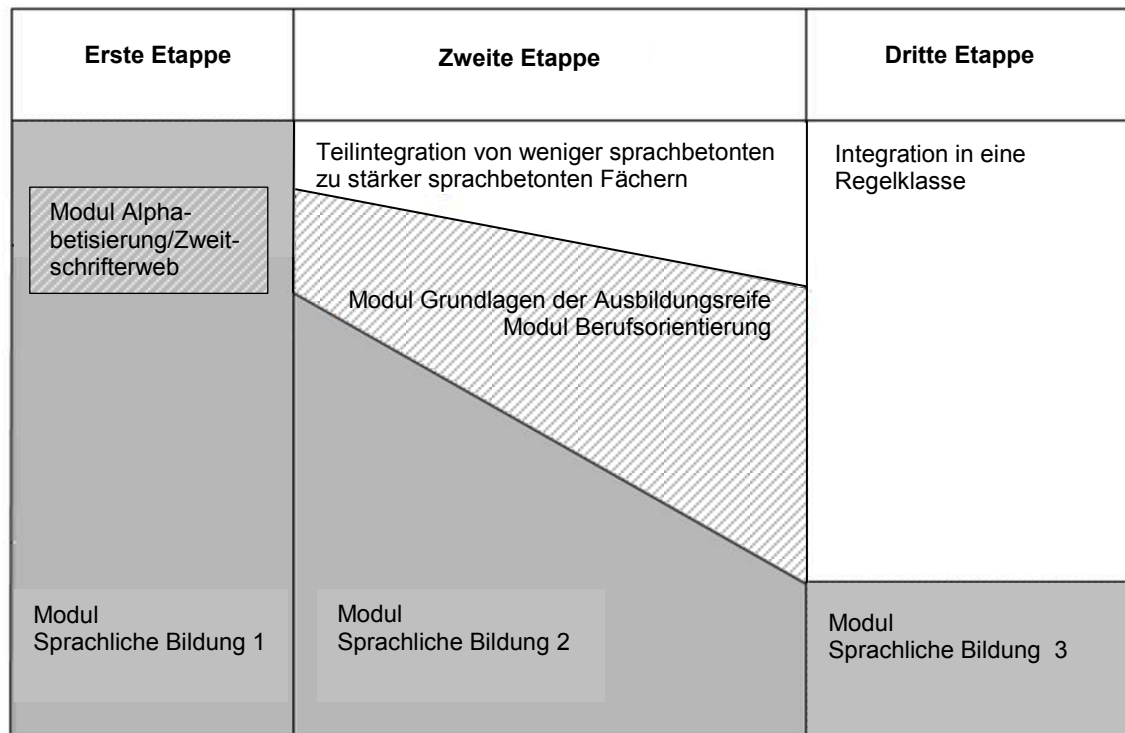 Erste Etappe
Zweite Etappe
Dritte Etappe
Modul Alpha-
betisierung/Zweit-
schrifterweb
Modul
Sprachliche Bildung 1
Teilintegration von weniger sprachbetonten
zu stärker sprachbetonten Fächern
Modul Grundlagen der Ausbildungsreife
Modul Berufsorientierung
Modul
Sprachliche Bildung 2
Integration in eine
Regelklasse
Modul
Sprachliche Bildung 3